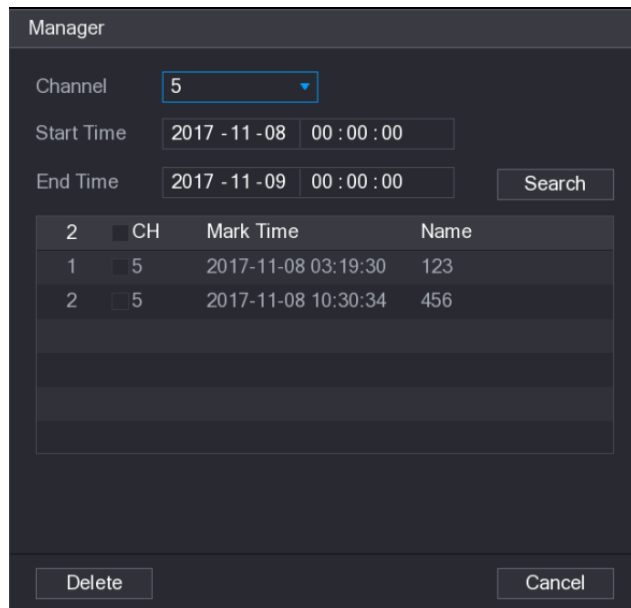 Manager
Channel 5
Start Time 2017 - 11 - 08 00 : 00 : 00
End Time 2017 - 11 - 09 00 : 00 : 00 Search
2 CH Mark Time Name
1 5 2017-11-08 03:19:30 123
2 5 2017-11-08 10:30:34 456
Delete Cancel